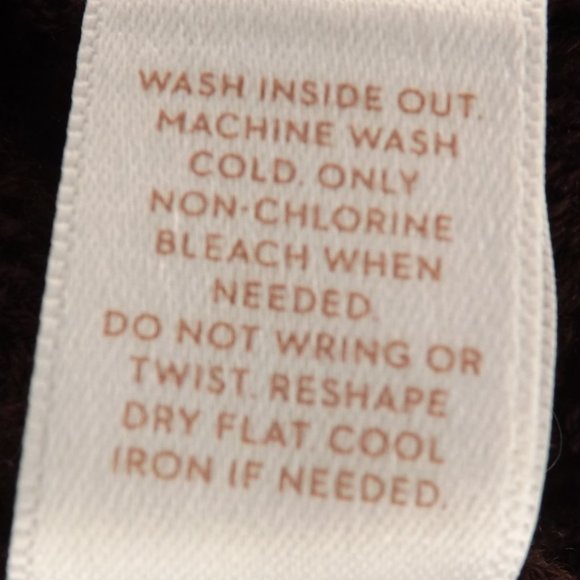 WASH INSIDE OUT.
MACHINE WASH
COLD. ONLY
NON-CHLORINE
BLEACH WHEN
NEEDED.
DO NOT WRING OR
TWIST. RESHAPE
DRY FLAT. COOL
IRON IF NEEDED.